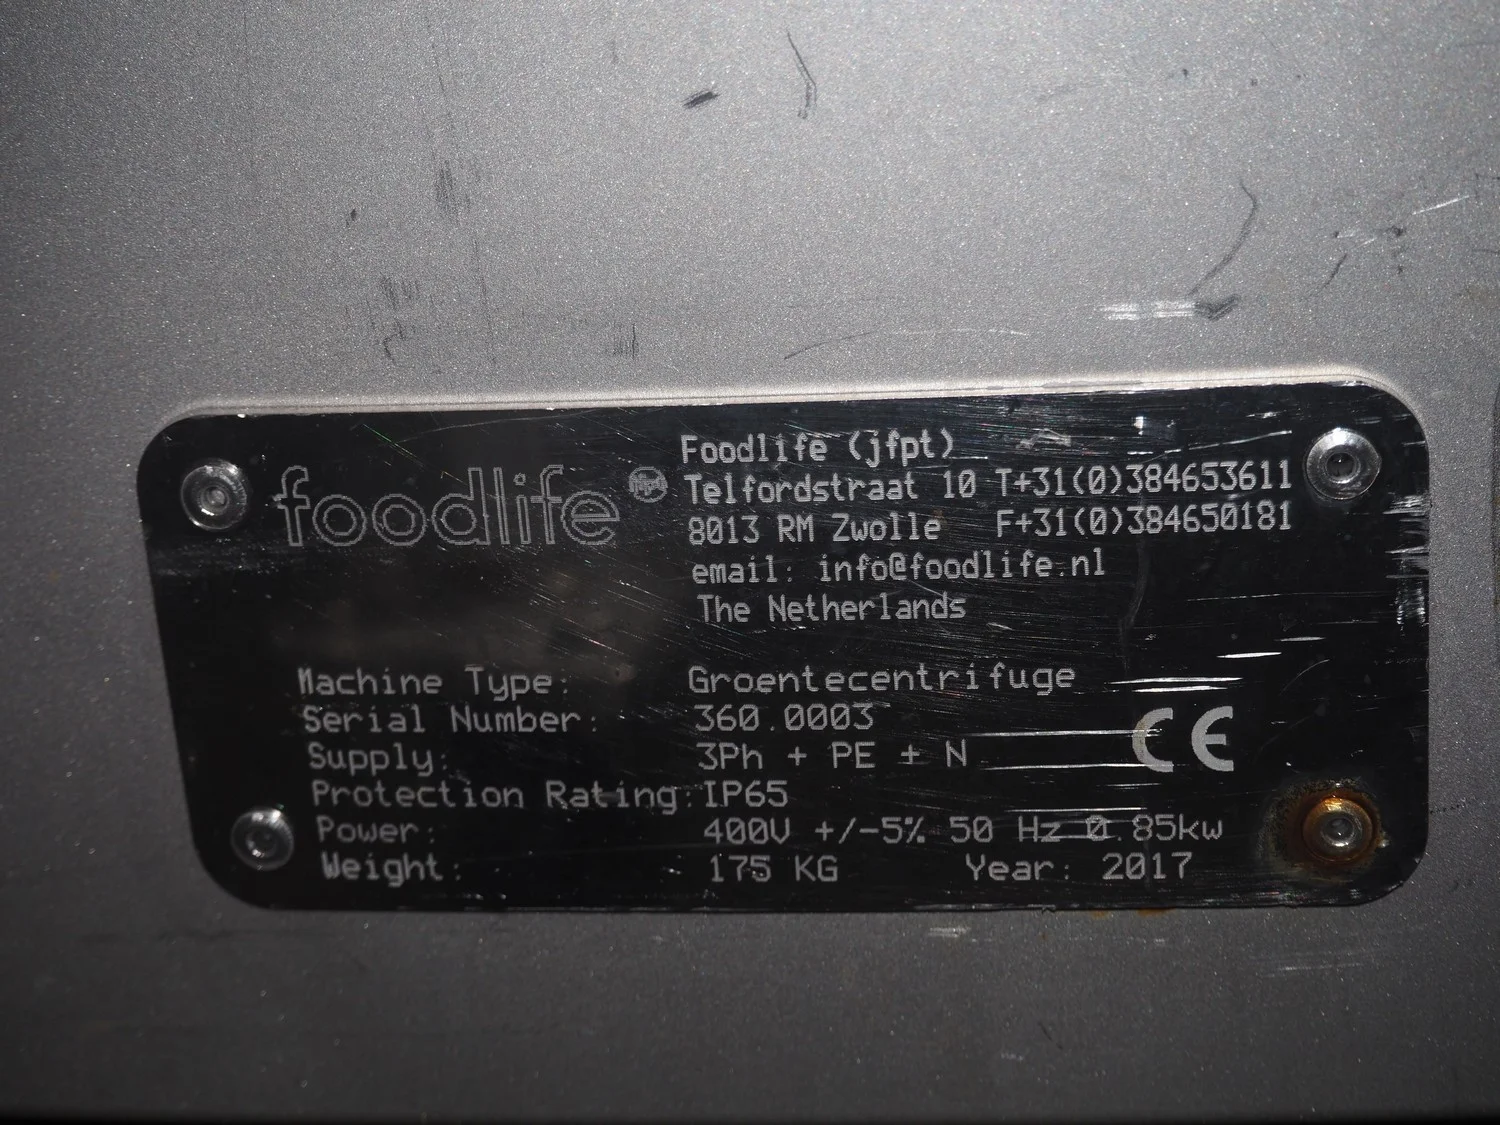 foodlife
Foodlife (jfpt)
Telfordstraat 10 T+31(0)384653611
8013 RM Zwolle F+31(0)384650181
email: info@foodlife.nl
The Netherlands
Machine Type: Groentecentrifuge
Serial Number: 360.0003
Supply: 3Ph + PE + N
CE
Protection Rating: IP65
Power: 400V +/-5% 50 Hz 0.85kw
Weight: 175 KG Year: 2017